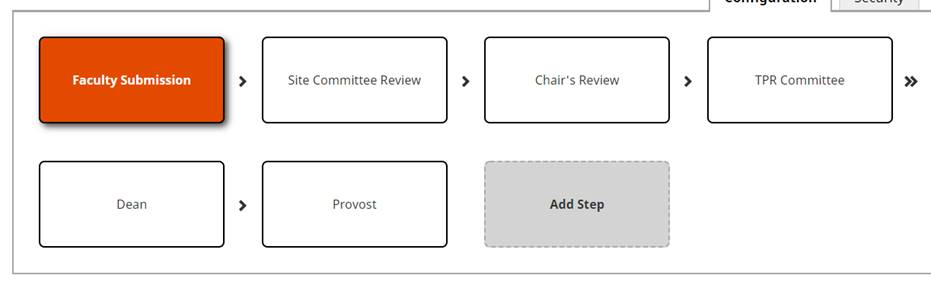 Configuration
Security
Faculty Submission
Site Committee Review
Chair's Review
TPR Committee
Dean
Provost
Add Step